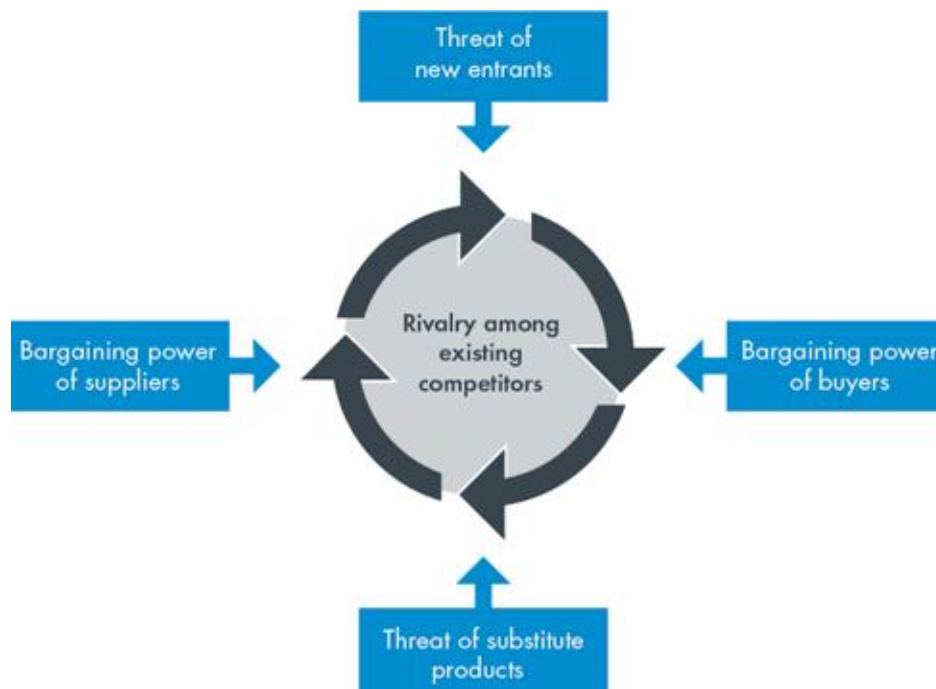 Threat of
new entrants
Rivalry among
existing
competitors
Bargaining power
of suppliers
Bargaining power
of buyers
Threat of substitute
products